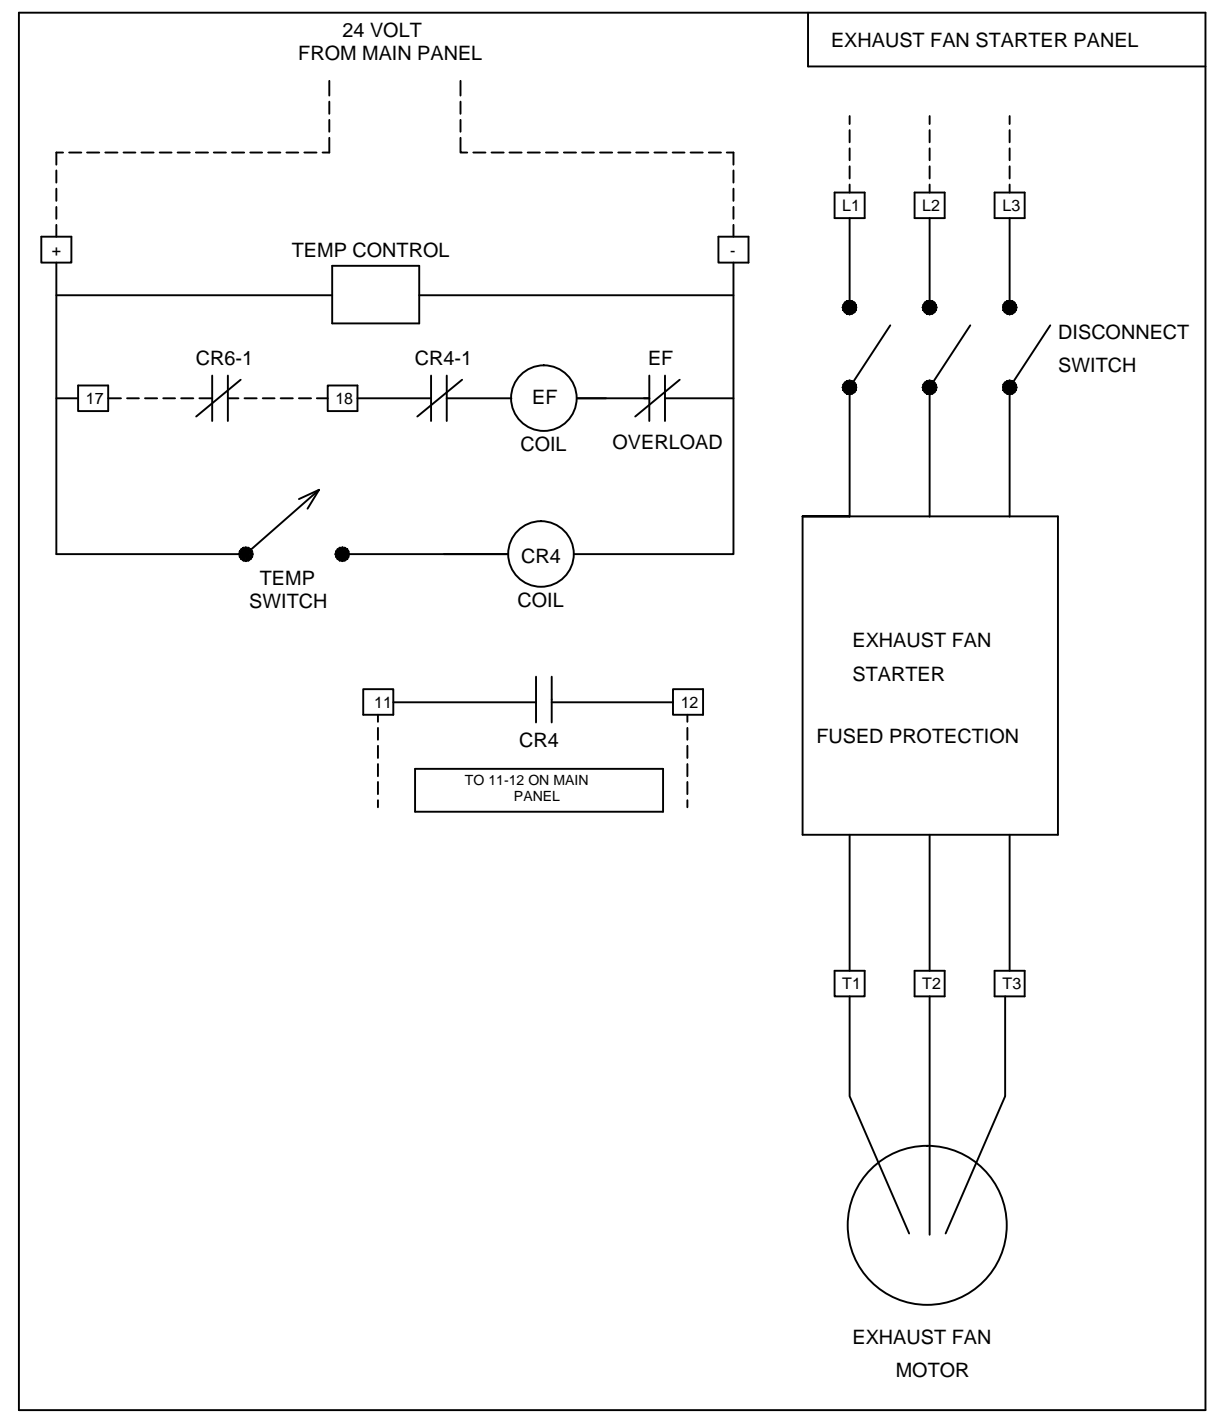 24 VOLT
FROM MAIN PANEL
EXHAUST FAN STARTER PANEL
L1 L2 L3
+ -
TEMP CONTROL
DISCONNECT
SWITCH
CR6-1 CR4-1 EF
17 18 EF
COIL OVERLOAD
CR4
TEMP
SWITCH
COIL
EXHAUST FAN
STARTER
FUSED PROTECTION
11 12
CR4
TO 11-12 ON MAIN
PANEL
T1 T2 T3
EXHAUST FAN
MOTOR